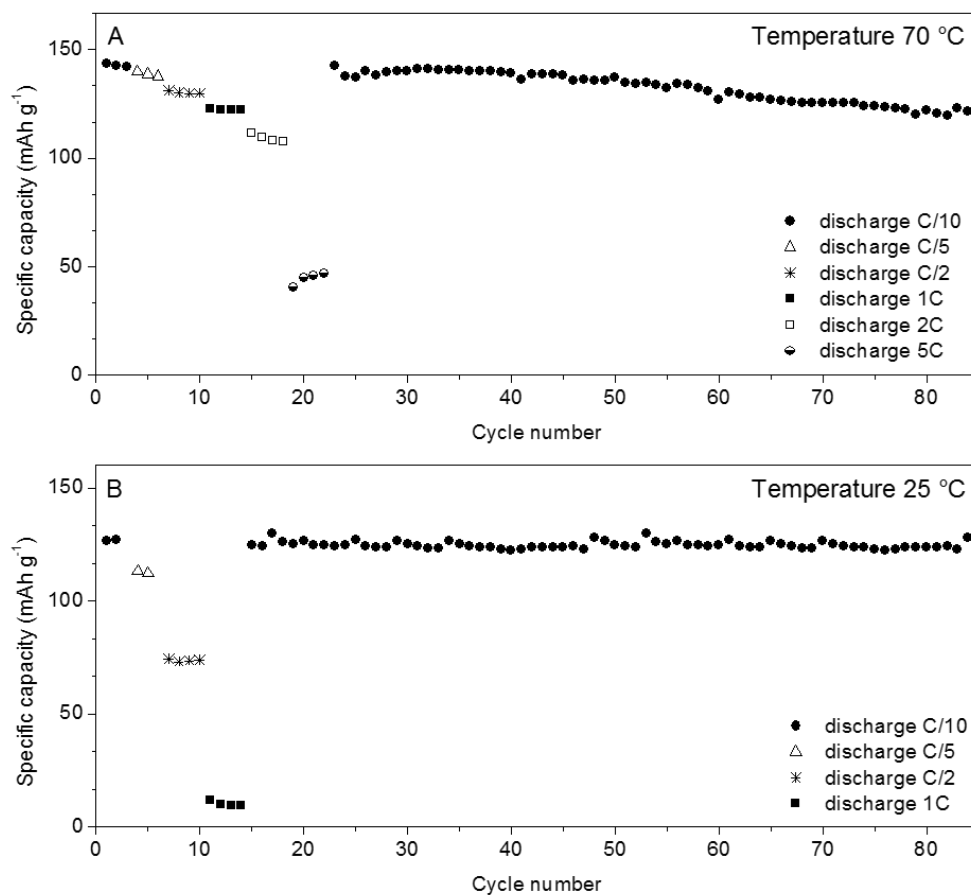 A
Temperature 70 °C
Specific capacity (mAh g-1)
150
100
50
0
discharge C/10
discharge C/5
discharge C/2
discharge 1C
discharge 2C
discharge 5C
0 10 20 30 40 50 60 70 80
Cycle number
B
Temperature 25 °C
Specific capacity (mAh g-1)
150
100
50
0
discharge C/10
discharge C/5
discharge C/2
discharge 1C
0 10 20 30 40 50 60 70 80
Cycle number